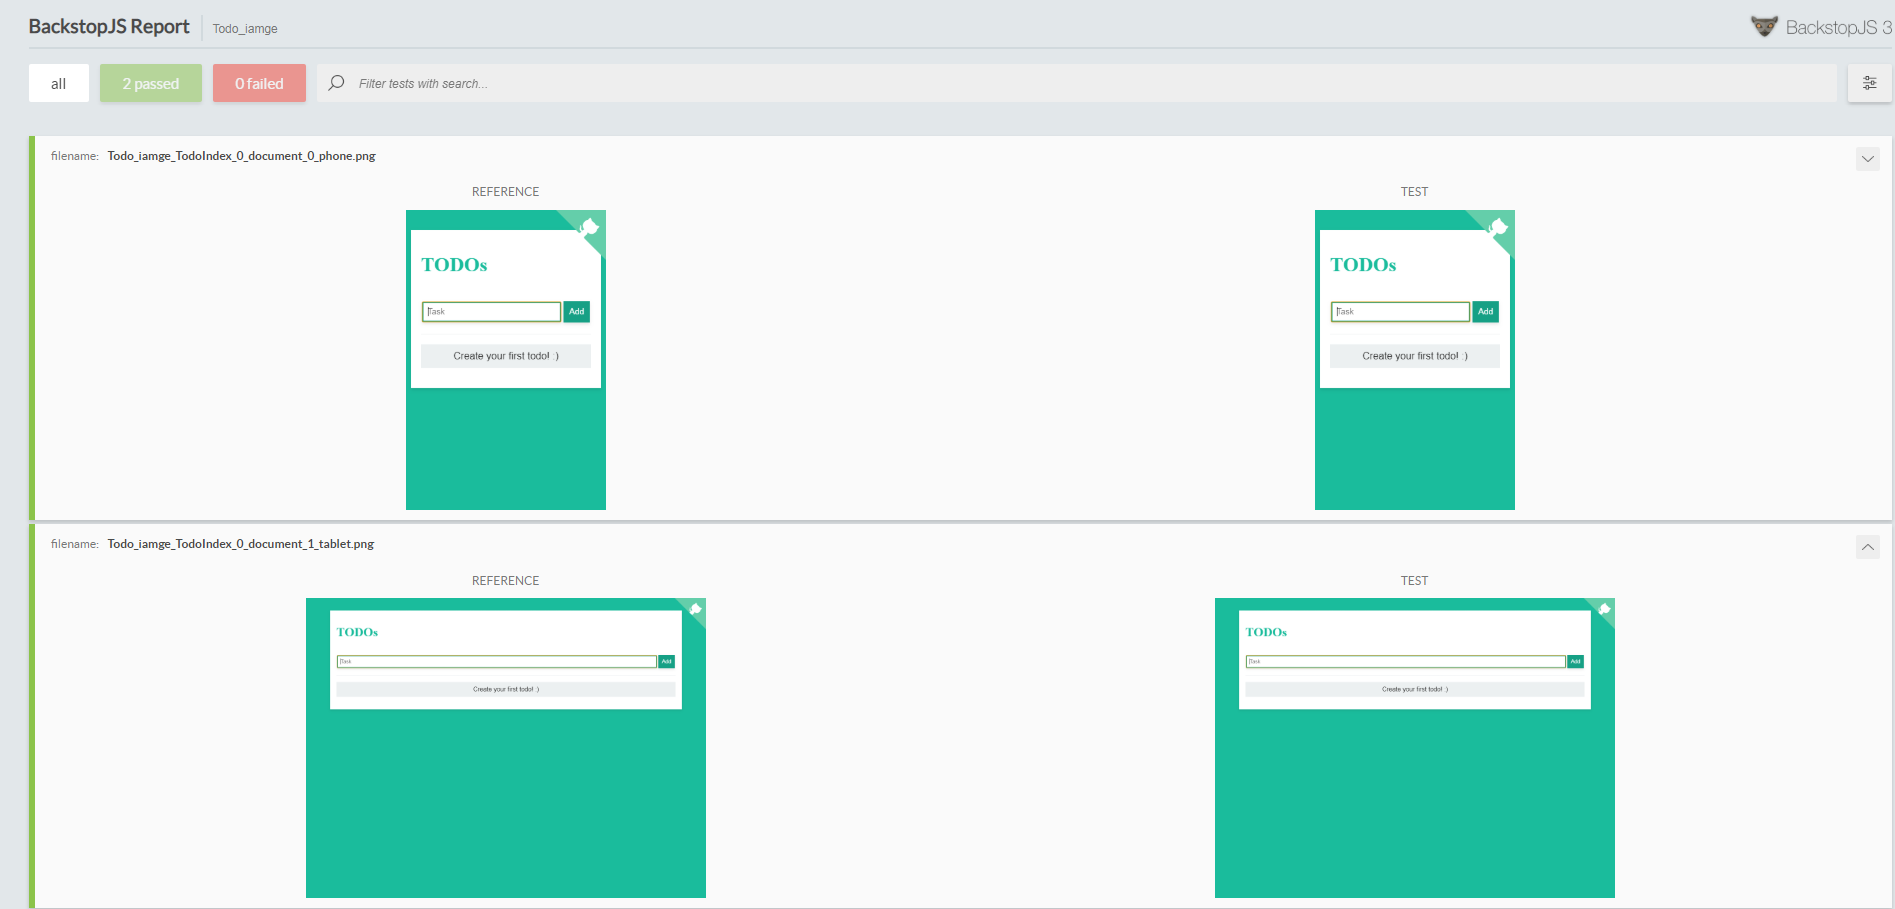 BackstopJS Report
Todo_iamge
BackstopJS 3
all
2 passed
0 failed
Filter tests with search...
filename: Todo_iamge_TodoIndex_0_document_0_phone.png
REFERENCE
TEST
TODOs
Task
Add
Create your first todo! :)
TODOs
Task
Add
Create your first todo! :)
filename: Todo_iamge_TodoIndex_0_document_1_tablet.png
REFERENCE
TEST
TODOs
Task
Add
Create your first todo! :)
TODOs
Task
Add
Create your first todo! :)